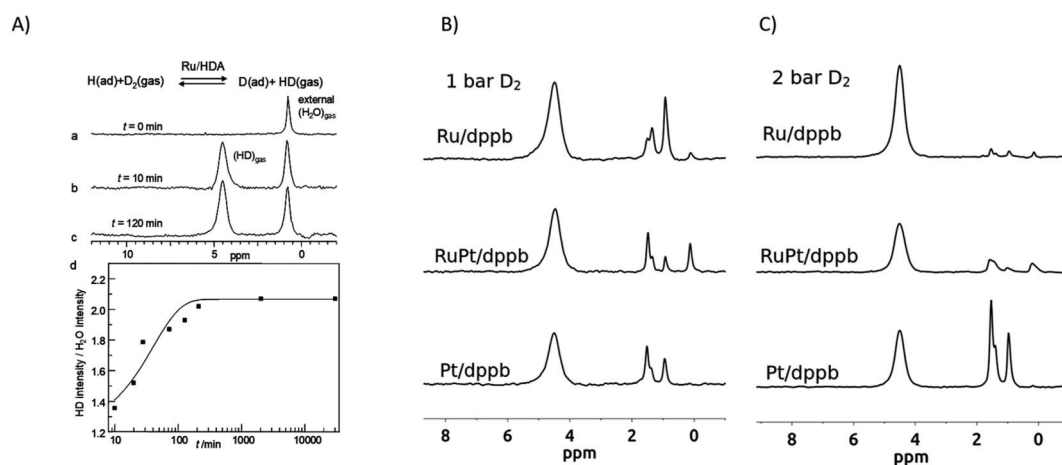 A)
Ru/HDA
H(ad)+D₂(gas) D(ad)+ HD(gas)
external
(H₂O)gas
a
t = 0 min
(HD)gas
b
t = 10 min
c
t = 120 min
10 5 ppm 0
d
HD intensity / H₂O intensity
2.0
1.8
1.6
1.4
1.2
10 100 1000 10000
t /min
B)
1 bar D₂
Ru/dppb
RuPt/dppb
Pt/dppb
8 6 4 2 0
ppm
C)
2 bar D₂
Ru/dppb
RuPt/dppb
Pt/dppb
8 6 4 2 0
ppm